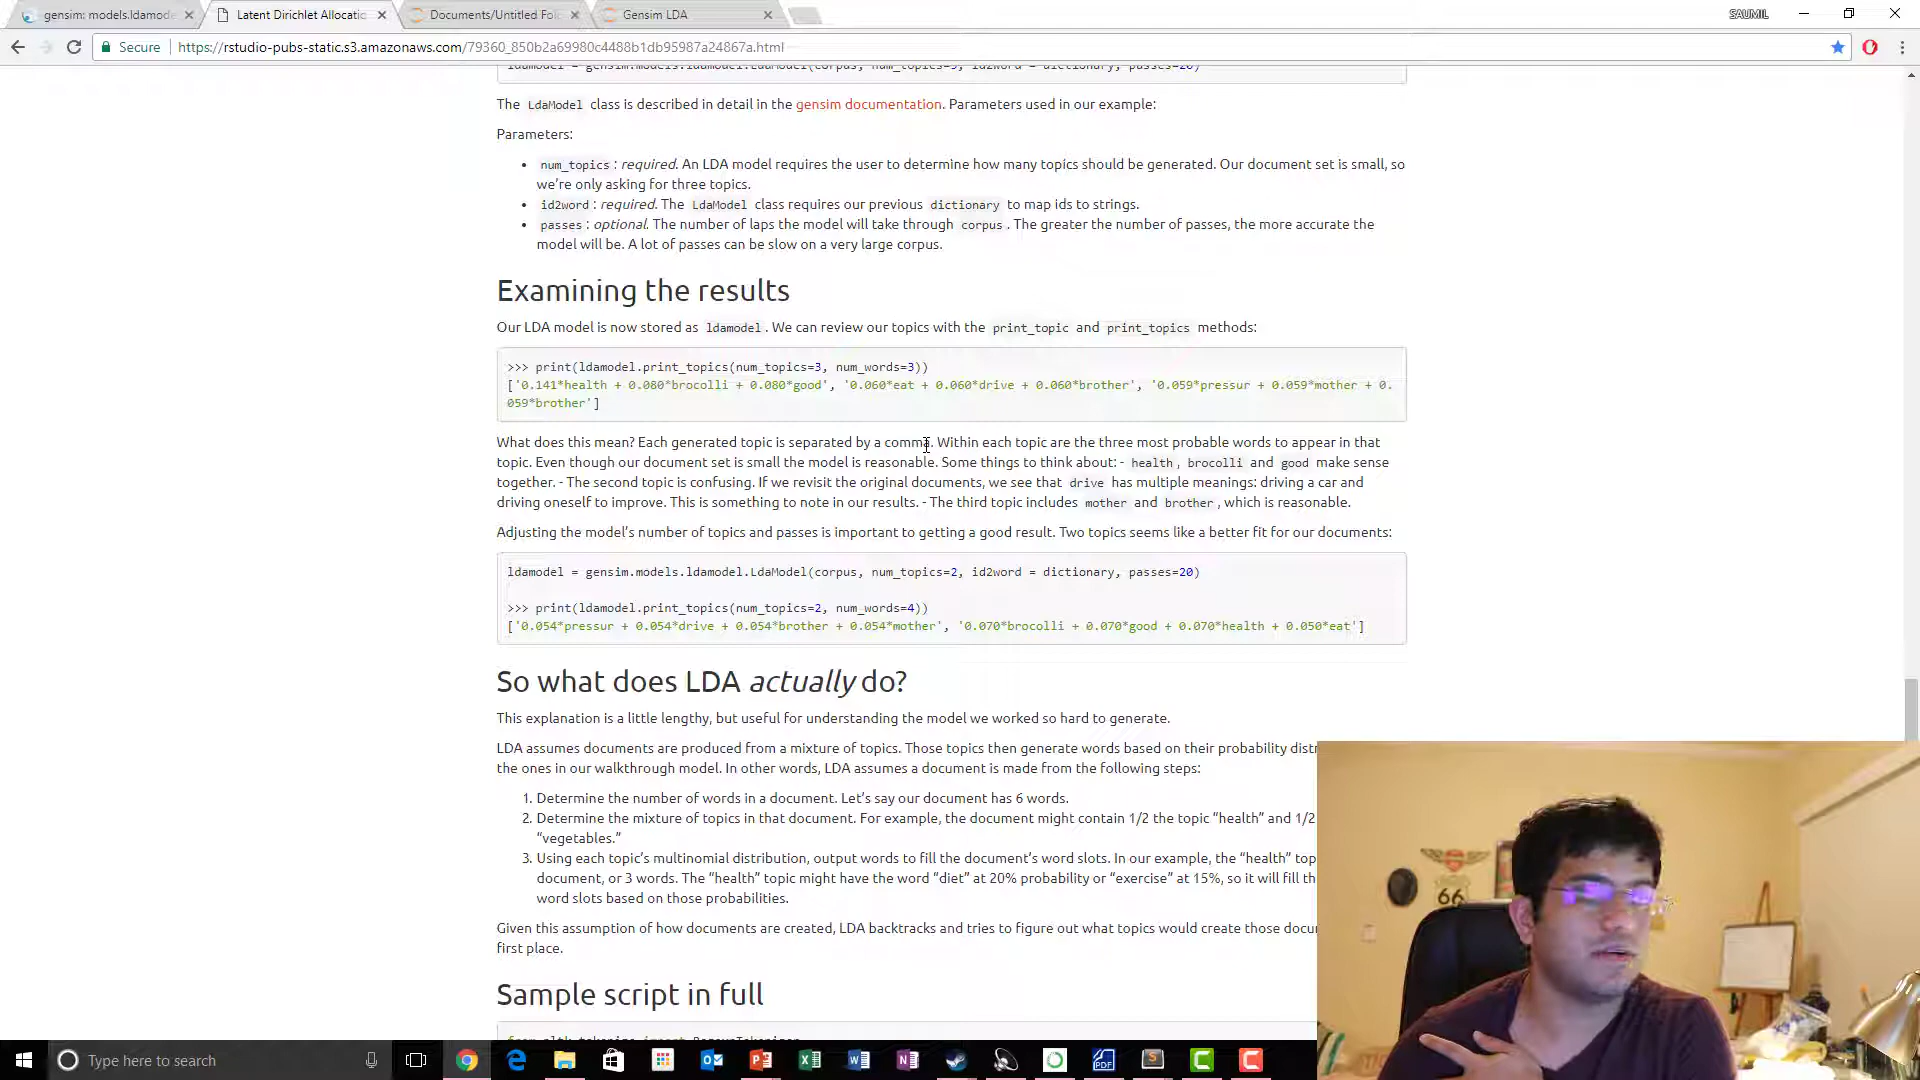 gensim: models.ldamode
Latent Dirichlet Allocatio
Documents/Untitled Fol
Gensim LDA
SAUMIL
Secure
https://rstudio-pubs-static.s3.amazonaws.com/79360_850b2a69980c4488b1db95987a24867a.html
ldamodel = gensim.models.ldamodel.LdaModel(corpus, num_topics=3, id2word = dictionary, passes=20)
The LdaModel class is described in detail in the gensim documentation. Parameters used in our example:
Parameters:
• num_topics: required. An LDA model requires the user to determine how many topics should be generated. Our document set is small, so
we're only asking for three topics.
• id2word: required. The LdaModel class requires our previous dictionary to map ids to strings.
• passes: optional. The number of laps the model will take through corpus. The greater the number of passes, the more accurate the
model will be. A lot of passes can be slow on a very large corpus.
Examining the results
Our LDA model is now stored as ldamodel. We can review our topics with the print_topic and print_topics methods:
>>> print(ldamodel.print_topics(num_topics=3, num_words=3))
['0.141*health + 0.080*brocolli + 0.080*good', '0.060*eat + 0.060*drive + 0.060*brother', '0.059*pressur + 0.059*mother + 0.
059*brother']
What does this mean? Each generated topic is separated by a comma. Within each topic are the three most probable words to appear in that
topic. Even though our document set is small the model is reasonable. Some things to think about: - health, brocolli and good make sense
together. - The second topic is confusing. If we revisit the original documents, we see that drive has multiple meanings: driving a car and
driving oneself to improve. This is something to note in our results. - The third topic includes mother and brother, which is reasonable.
Adjusting the model's number of topics and passes is important to getting a good result. Two topics seems like a better fit for our documents:
ldamodel = gensim.models.ldamodel.LdaModel(corpus, num_topics=2, id2word = dictionary, passes=20)
>>> print(ldamodel.print_topics(num_topics=2, num_words=4))
['0.054*pressur + 0.054*drive + 0.054*brother + 0.054*mother', '0.070*brocolli + 0.070*good + 0.070*health + 0.050*eat']
So what does LDA actually do?
This explanation is a little lengthy, but useful for understanding the model we worked so hard to generate.
LDA assumes documents are produced from a mixture of topics. Those topics then generate words based on their probability distr
the ones in our walkthrough model. In other words, LDA assumes a document is made from the following steps:
1. Determine the number of words in a document. Let's say our document has 6 words.
2. Determine the mixture of topics in that document. For example, the document might contain 1/2 the topic "health" and 1/2
"vegetables."
3. Using each topic's multinomial distribution, output words to fill the document's word slots. In our example, the "health" top
document, or 3 words. The "health" topic might have the word "diet" at 20% probability or "exercise" at 15%, so it will fill th
word slots based on those probabilities.
Given this assumption of how documents are created, LDA backtracks and tries to figure out what topics would create those docu
first place.
Sample script in full
66
Type here to search